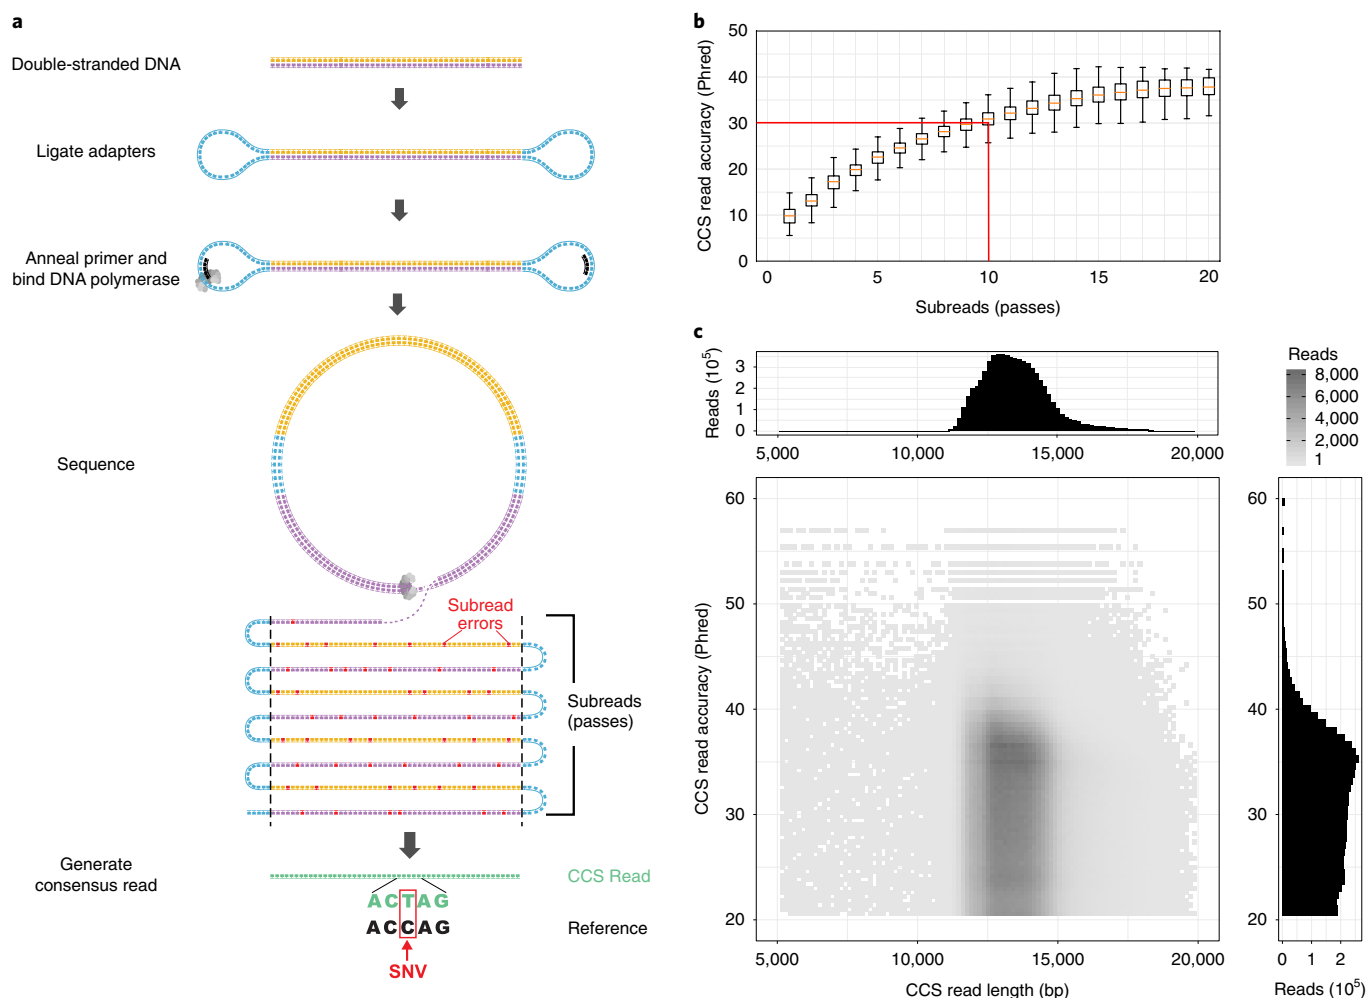 a
Double-stranded DNA
Ligate adapters
Anneal primer and
bind DNA polymerase
Sequence
Subread
errors
Subreads
(passes)
Generate
consensus read
CCS Read
ACTAG
ACCAG
Reference
SNV
b
CCS read accuracy (Phred)
50
40
30
20
10
0
0 5 10 15 20
Subreads (passes)
c
Reads (10⁵)
3
2
1
0
5,000 10,000 15,000 20,000
Reads
8,000
6,000
4,000
2,000
1
CCS read accuracy (Phred)
60
50
40
30
20
5,000 10,000 15,000 20,000
CCS read length (bp)
60
50
40
30
20
0 1 2
Reads (10⁵)